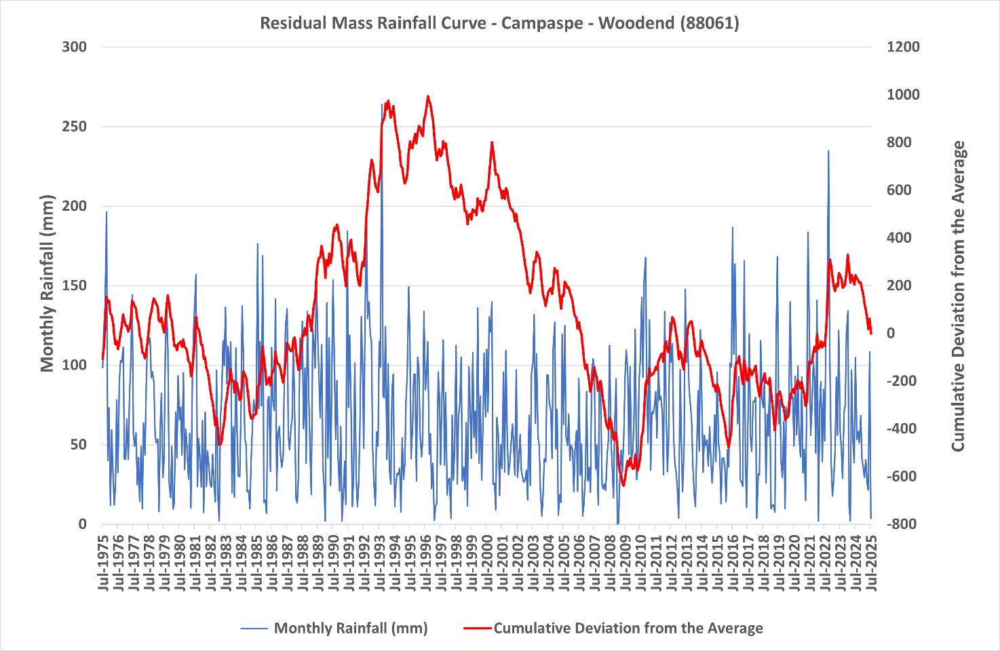 Residual Mass Rainfall Curve - Campaspe - Woodend (88061)
300
250
200
150
100
50
0
Monthly Rainfall (mm)
1200
1000
800
600
400
200
0
-200
-400
-600
-800
Cumulative Deviation from the Average
Jul-1975
Jul-1976
Jul-1977
Jul-1978
Jul-1979
Jul-1980
Jul-1981
Jul-1982
Jul-1983
Jul-1984
Jul-1985
Jul-1986
Jul-1987
Jul-1988
Jul-1989
Jul-1990
Jul-1991
Jul-1992
Jul-1993
Jul-1994
Jul-1995
Jul-1996
Jul-1997
Jul-1998
Jul-1999
Jul-2000
Jul-2001
Jul-2002
Jul-2003
Jul-2004
Jul-2005
Jul-2006
Jul-2007
Jul-2008
Jul-2009
Jul-2010
Jul-2011
Jul-2012
Jul-2013
Jul-2014
Jul-2015
Jul-2016
Jul-2017
Jul-2018
Jul-2019
Jul-2020
Jul-2021
Jul-2022
Jul-2023
Jul-2024
Jul-2025
Monthly Rainfall (mm)
Cumulative Deviation from the Average